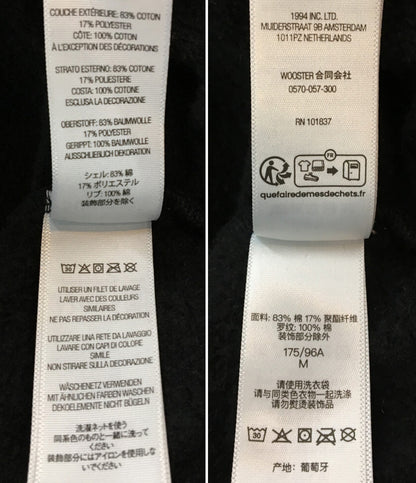 COUCHE EXTÉRIEURE: 83% COTON
17% POLYESTER
CÔTE: 100% COTON
À L'EXCEPTION DES DÉCORATIONS
STRATO ESTERNO: 83% COTONE
17% POLIESTERE
COSTA: 100% COTONE
ESCLUSA LA DECORAZIONE
OBERSTOFF: 83% BAUMWOLLE
17% POLYESTER
GERIPPT: 100% BAUMWOLLE
AUSSCHLIEBLICH DEKORATION
シェル: 83% 綿
17% ポリエステル
リブ: 100% 綿
装飾部分を除く
30
UTILISER UN FILET DE LAVAGE
LAVER AVEC DES COULEURS
SIMILAIRES
NE PAS REPASSER LA DÉCORATION
UTILIZZARE UNA RETE DA LAVAGGIO
LAVARE CON CAPI DI COLORE
SIMILE
NON STIRARE SULLA DECORAZIONE
WÄSCHENETZ VERWENDEN
MIT ÄHNLICHEN FARBEN WASCHEN
DEKOELEMENTE NICHT BÜGELN
洗濯ネットを使う
同系色のものと一緒に洗ってく
ださい
装飾部分にはアイロンを使用しな
いでください
1994 INC. LTD.
MUIDERSTRAAT 9B AMSTERDAM
1011PZ NETHERLANDS
WOOSTER 合同会社
0570-057-300
RN 101837
FR
quefairedemesdechets.fr
面料: 83% 棉 17% 聚酯纤维
罗纹: 100% 棉
装饰部分除外
175/96A
M
请使用洗衣袋
请与同类色衣物一起洗涤
请勿熨烫装饰品
30
产地: 葡萄牙